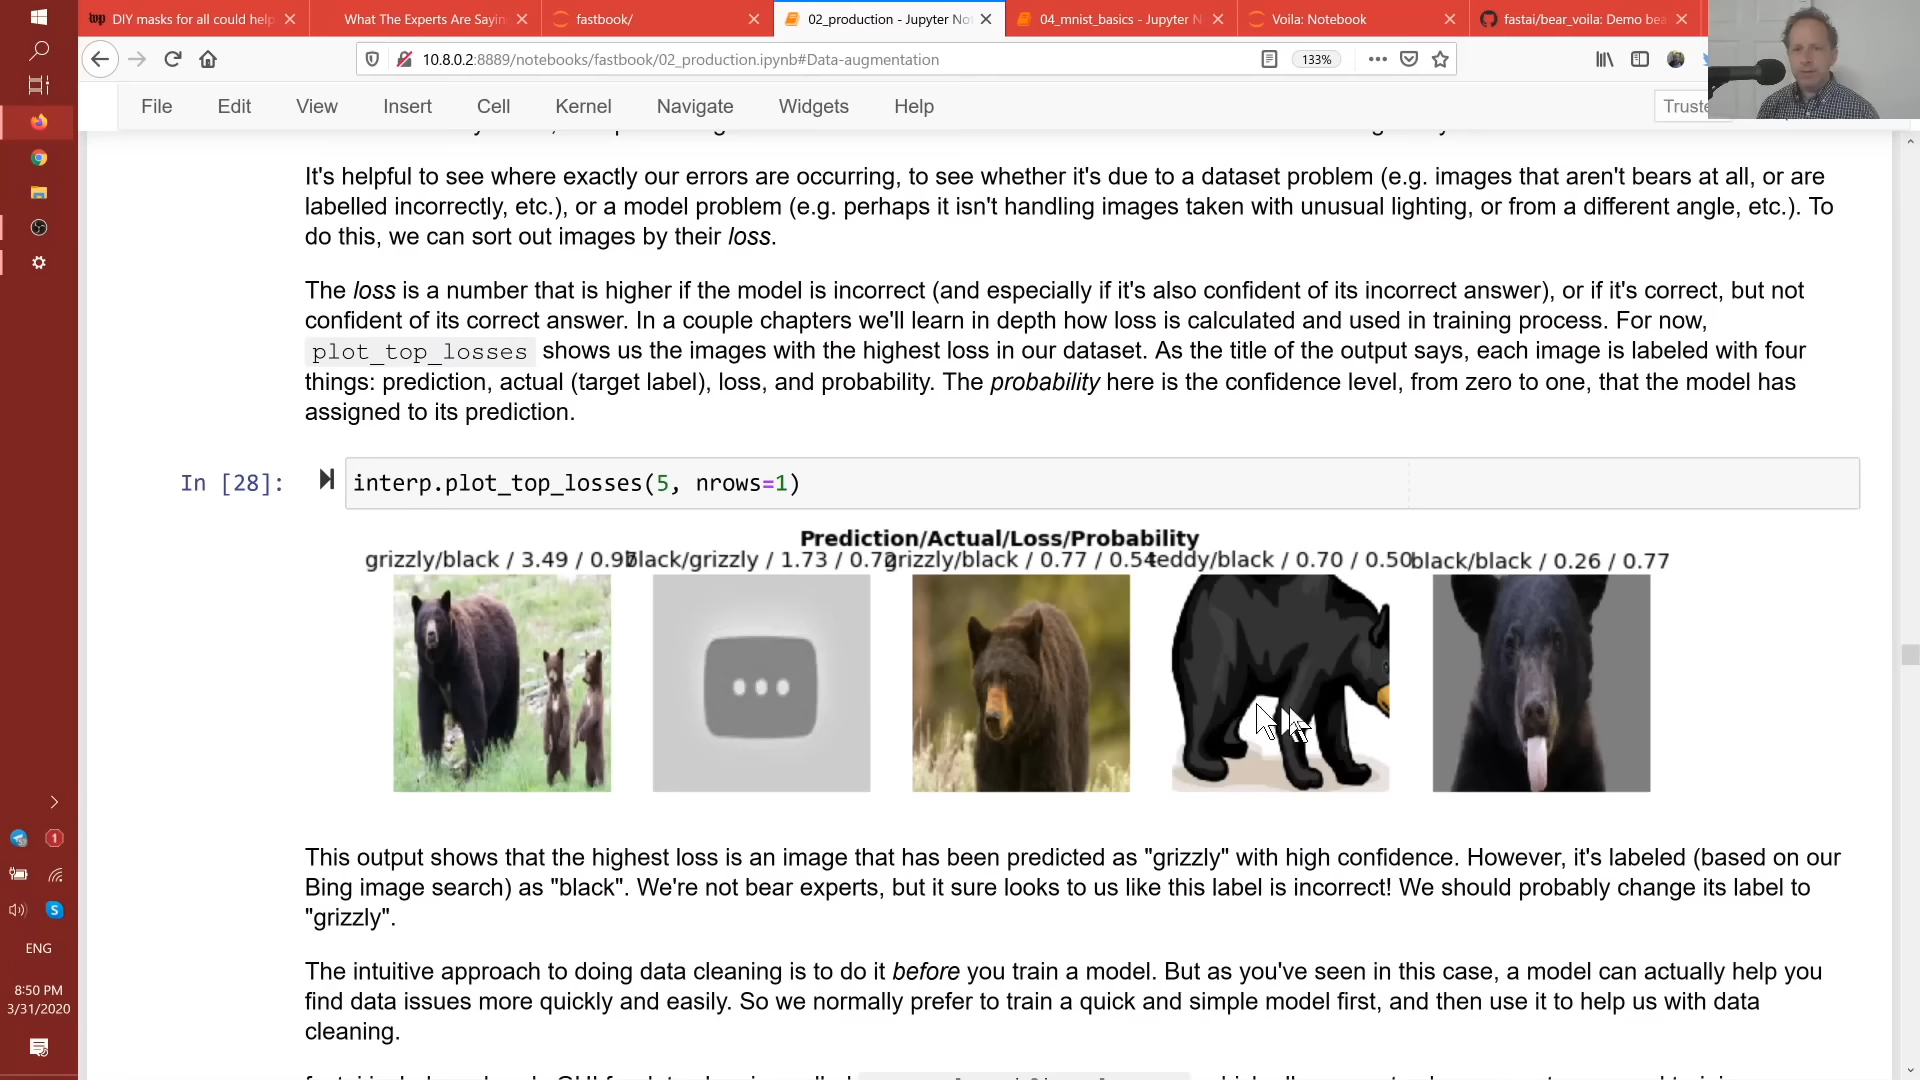 DIY masks for all could help
What The Experts Are Sayin
fastbook/
02_production - Jupyter No
04_mnist_basics - Jupyter N
Voila: Notebook
fastai/bear_voila: Demo bea
10.8.0.2:8889/notebooks/fastbook/02_production.ipynb#Data-augmentation
133%
File Edit View Insert Cell Kernel Navigate Widgets Help
Truste
It's helpful to see where exactly our errors are occurring, to see whether it's due to a dataset problem (e.g. images that aren't bears at all, or are
labelled incorrectly, etc.), or a model problem (e.g. perhaps it isn't handling images taken with unusual lighting, or from a different angle, etc.). To
do this, we can sort out images by their loss.
The loss is a number that is higher if the model is incorrect (and especially if it's also confident of its incorrect answer), or if it's correct, but not
confident of its correct answer. In a couple chapters we'll learn in depth how loss is calculated and used in training process. For now,
plot_top_losses shows us the images with the highest loss in our dataset. As the title of the output says, each image is labeled with four
things: prediction, actual (target label), loss, and probability. The probability here is the confidence level, from zero to one, that the model has
assigned to its prediction.
In [28]: interp.plot_top_losses(5, nrows=1)
Prediction/Actual/Loss/Probability
grizzly/black / 3.49 / 0.97
black/grizzly / 1.73 / 0.72
grizzly/black / 0.77 / 0.54
teddy/black / 0.70 / 0.50
black/black / 0.26 / 0.77
This output shows that the highest loss is an image that has been predicted as "grizzly" with high confidence. However, it's labeled (based on our
Bing image search) as "black". We're not bear experts, but it sure looks to us like this label is incorrect! We should probably change its label to
"grizzly".
The intuitive approach to doing data cleaning is to do it before you train a model. But as you've seen in this case, a model can actually help you
find data issues more quickly and easily. So we normally prefer to train a quick and simple model first, and then use it to help us with data
cleaning.
ENG
8:50 PM
3/31/2020